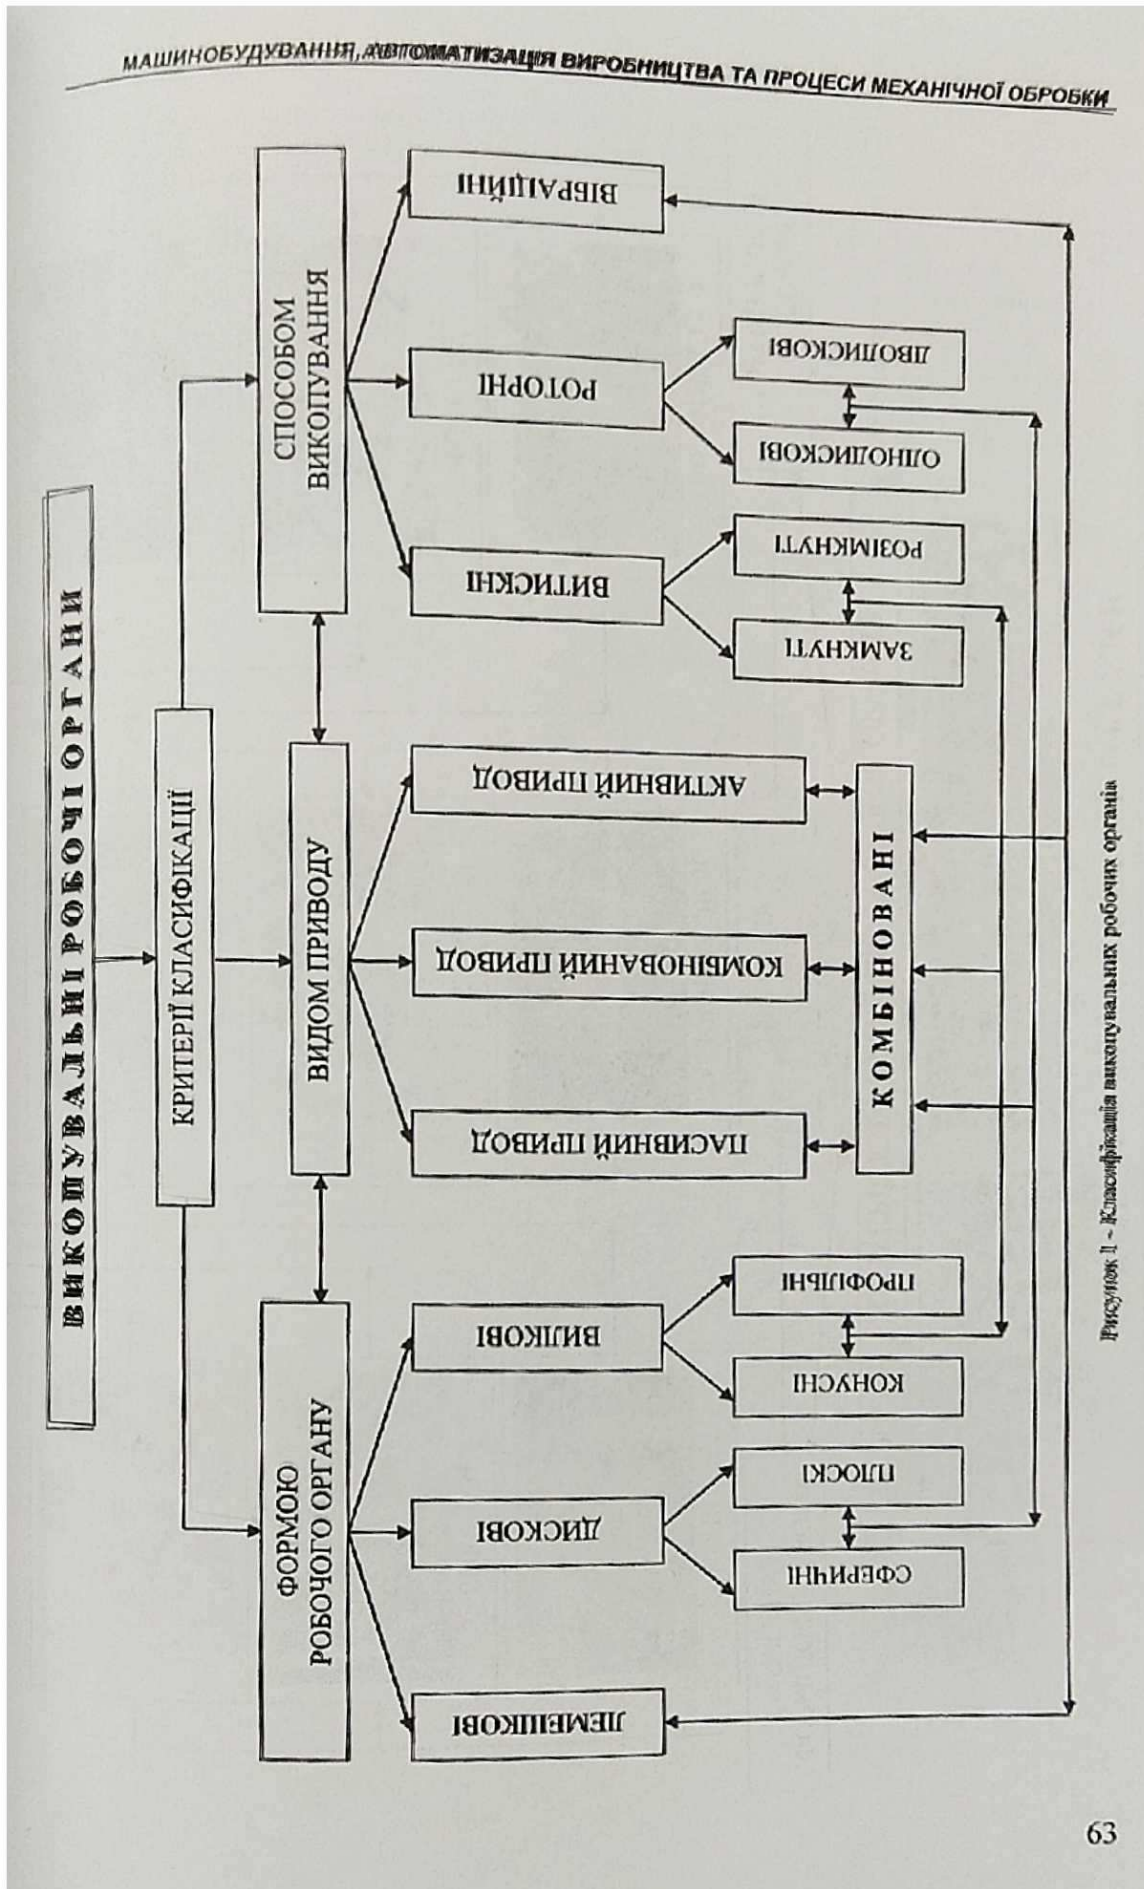 МАШИНОБУДУВАННЯ, АВТОМАТИЗАЦІЯ ВИРОБНИЦТВА ТА ПРОЦЕСИ МЕХАНІЧНОЇ ОБРОБКИ
ВИКОПУВАЛЬНІ РОБОЧІ ОРГАНИ
КРИТЕРІЇ КЛАСИФІКАЦІЇ
ФОРМОЮ
РОБОЧОГО ОРГАНУ
ВИДОМ ПРИВОДУ
СПОСОБОМ
ВИКОПУВАННЯ
ЛЕМЕШКОВІ
ДИСКОВІ
ВИЛКОВІ
ПАСИВНИЙ ПРИВОД
КОМБІНОВАНИЙ ПРИВОД
АКТИВНИЙ ПРИВОД
ВИТИСКНІ
РОТОРНІ
ВІБРАЦІЙНІ
СФЕРИЧНІ
ПЛОСКІ
КОНУСНІ
ПРОФІЛЬНІ
ЗАМКНУТІ
РОЗІМКНУТІ
ОДНОДИСКОВІ
ДВОДИСКОВІ
КОМБІНОВАНІ
Рисунок 1 – Класифікація викопувальних робочих органів
63